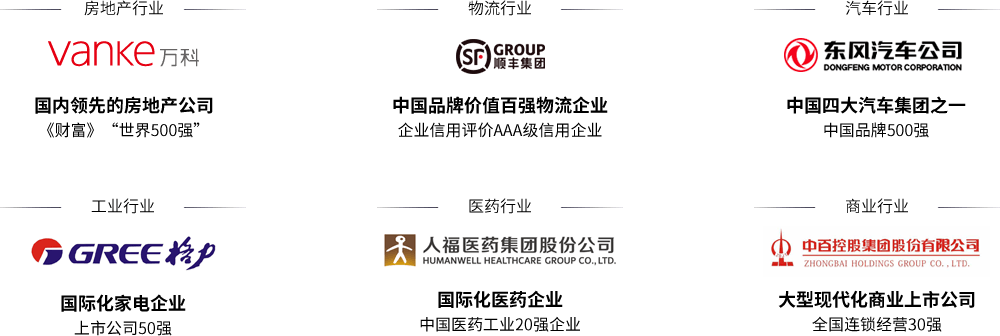 房地产行业
vanke 万科
国内领先的房地产公司
《财富》“世界500强”
物流行业
SF GROUP
顺丰集团
中国品牌价值百强物流企业
企业信用评价AAA级信用企业
汽车行业
东风汽车公司
DONGFENG MOTOR CORPORATION
中国四大汽车集团之一
中国品牌500强
工业行业
GREE 格力
国际化家电企业
上市公司50强
医药行业
人福医药集团股份公司
HUMANWELL HEALTHCARE GROUP CO., LTD.
国际化医药企业
中国医药工业20强企业
商业行业
中百控股集团股份有限公司
ZHONGBAI HOLDINGS GROUP CO., LTD.
大型现代化商业上市公司
全国连锁经营30强